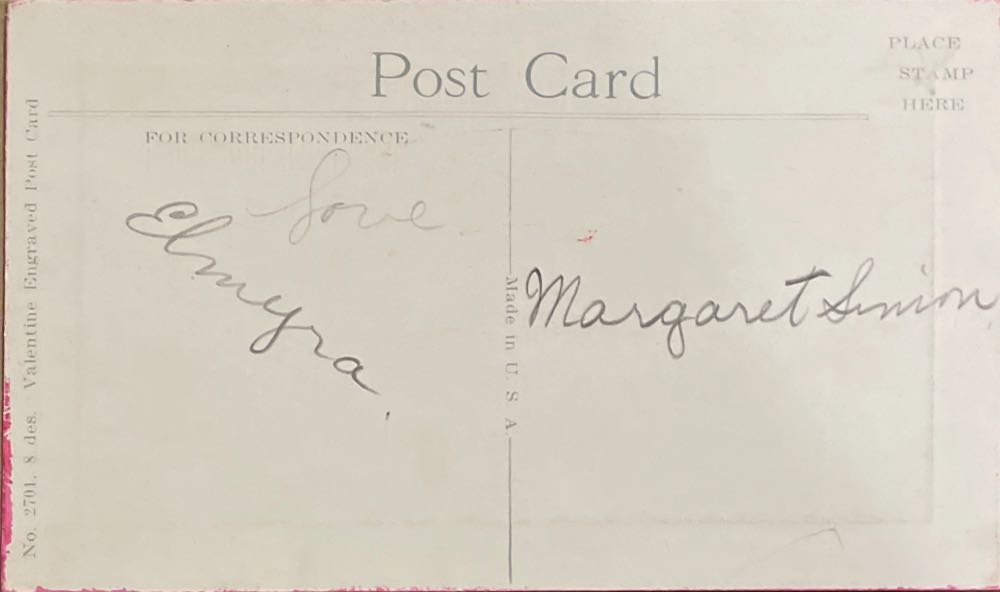 Post Card
PLACE
STAMP
HERE
FOR CORRESPONDENCE
Love
Elmyra.
Margaret Simon
Made in U. S. A.
No. 2701. 8 des. Valentine Engraved Post Card